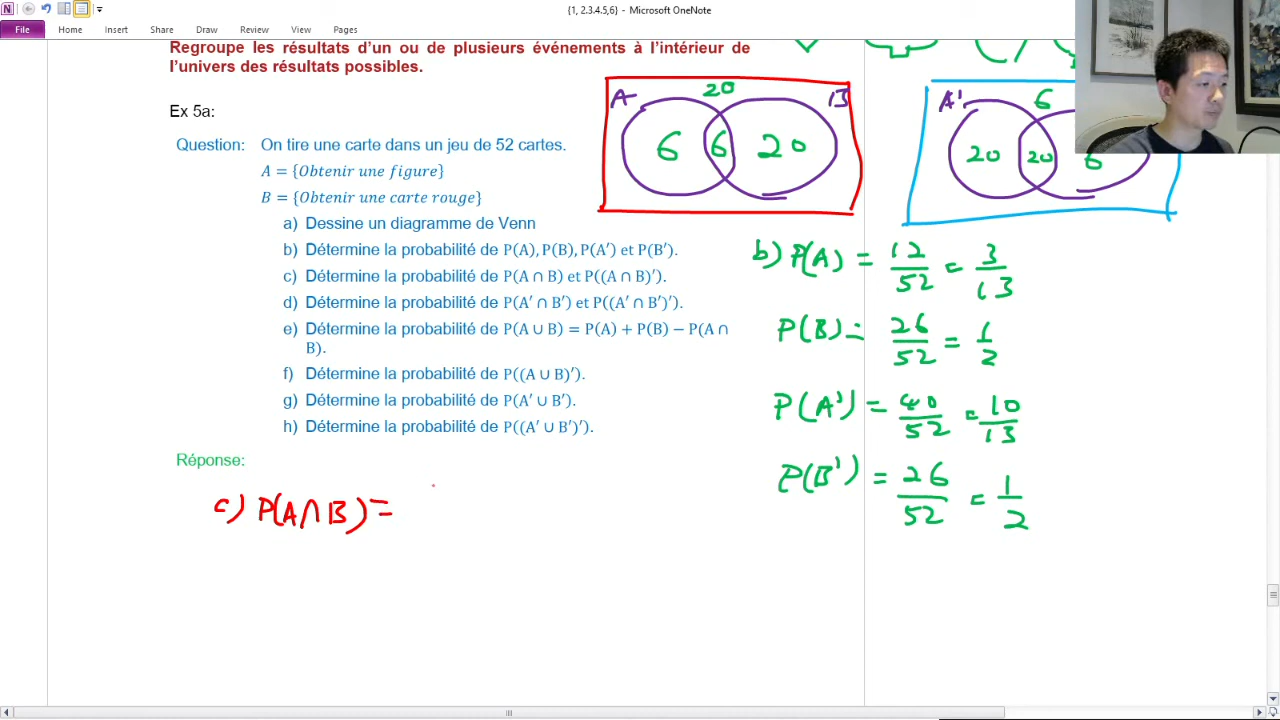 {1, 2.3.4.5,6} - Microsoft OneNote
File Home Insert Share Draw Review View Pages
Regroupe les résultats d'un ou de plusieurs événements à l'intérieur de
l'univers des résultats possibles.
Ex 5a:
Question: On tire une carte dans un jeu de 52 cartes.
A = {Obtenir une figure}
B = {Obtenir une carte rouge}
a) Dessine un diagramme de Venn
b) Détermine la probabilité de P(A), P(B), P(A′) et P(B′).
c) Détermine la probabilité de P(A ∩ B) et P((A ∩ B)′).
d) Détermine la probabilité de P(A′ ∩ B′) et P((A′ ∩ B′)′).
e) Détermine la probabilité de P(A ∪ B) = P(A) + P(B) − P(A ∩
B).
f) Détermine la probabilité de P((A ∪ B)′).
g) Détermine la probabilité de P(A′ ∪ B′).
h) Détermine la probabilité de P((A′ ∪ B′)′).
Réponse:
c) P(A∩B)=
A 20 B
6 6 20
A' 6
20 20 6
b) P(A) = 12/52 = 3/13
P(B) = 26/52 = 1/2
P(A') = 40/52 = 10/13
P(B') = 26/52 = 1/2